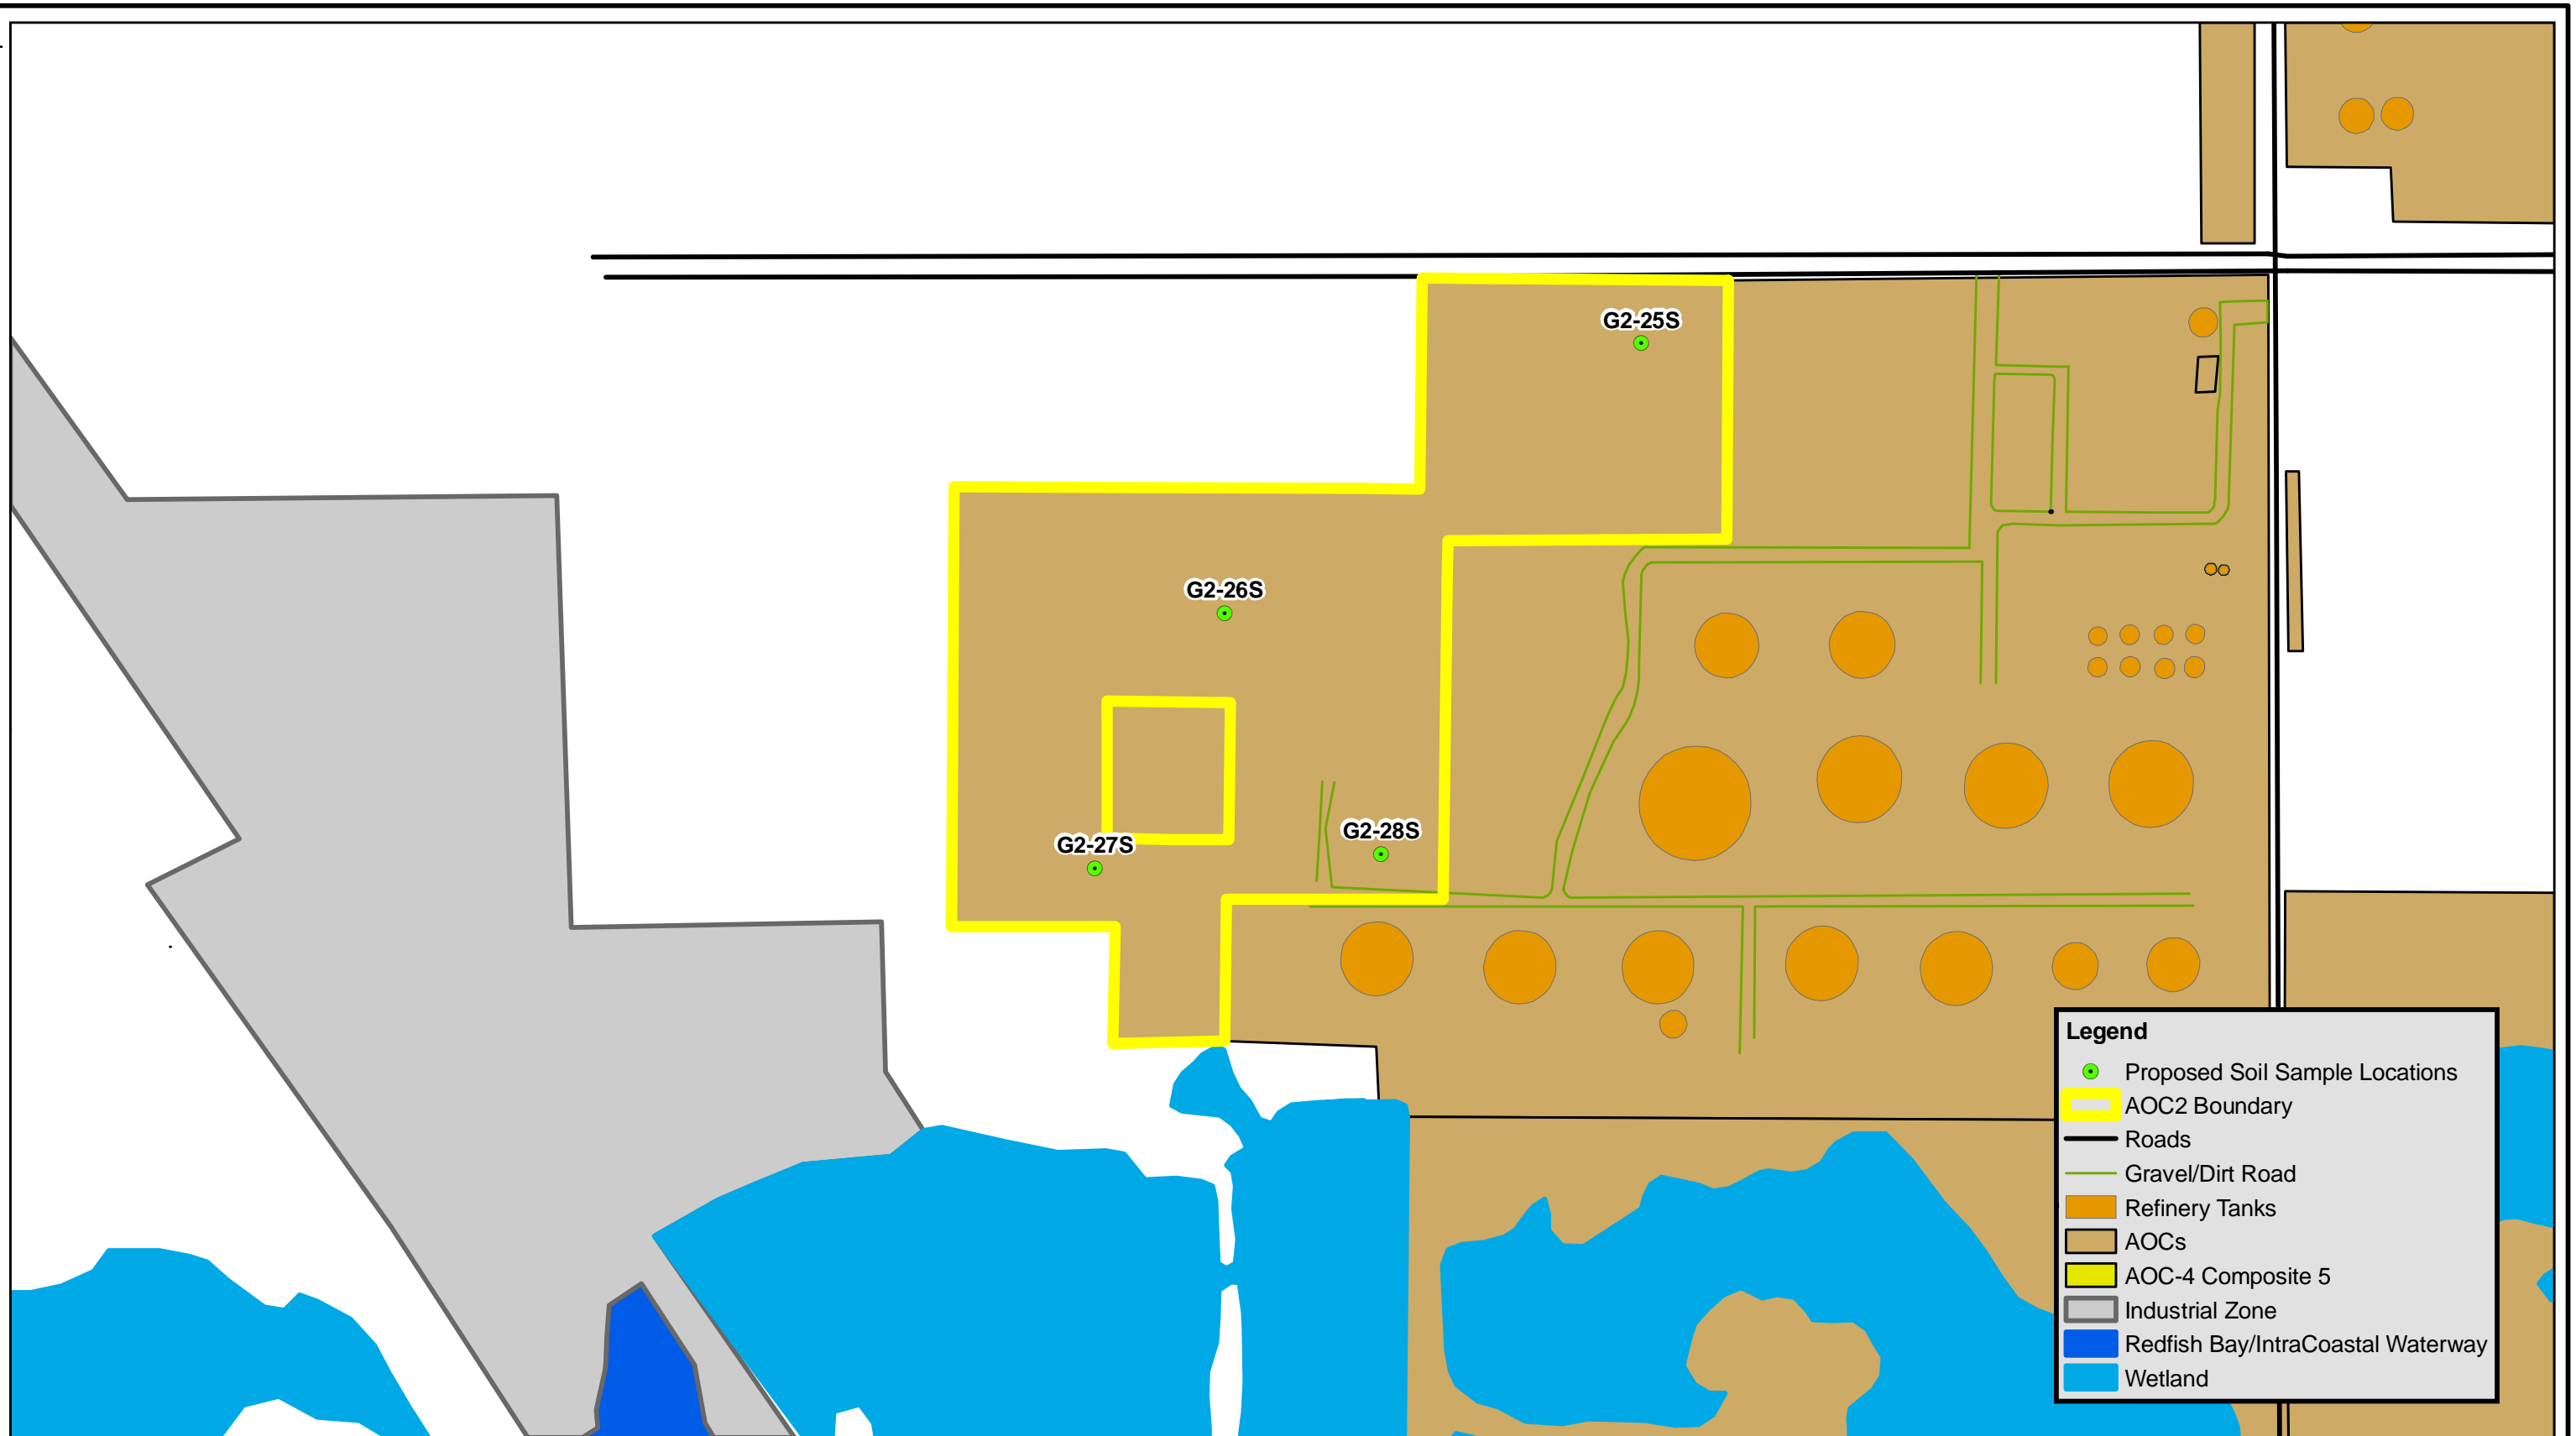 G2-25S
G2-26S
G2-28S
G2-27S
Legend
Proposed Soil Sample Locations
AOC2 Boundary
Roads
Gravel/Dirt Road
Refinery Tanks
AOCs
AOC-4 Composite 5
Industrial Zone
Redfish Bay/IntraCoastal Waterway
Wetland